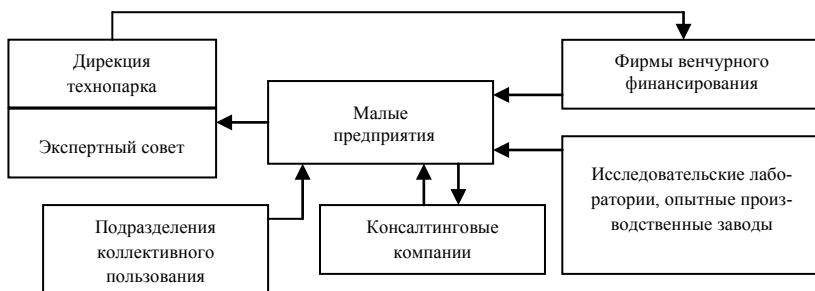 Дирекция
технопарка
Экспертный совет
Малые
предприятия
Фирмы венчурного
финансирования
Исследовательские лабо-
ратории, опытные произ-
водственные заводы
Подразделения
коллективного
пользования
Консалтинговые
компании